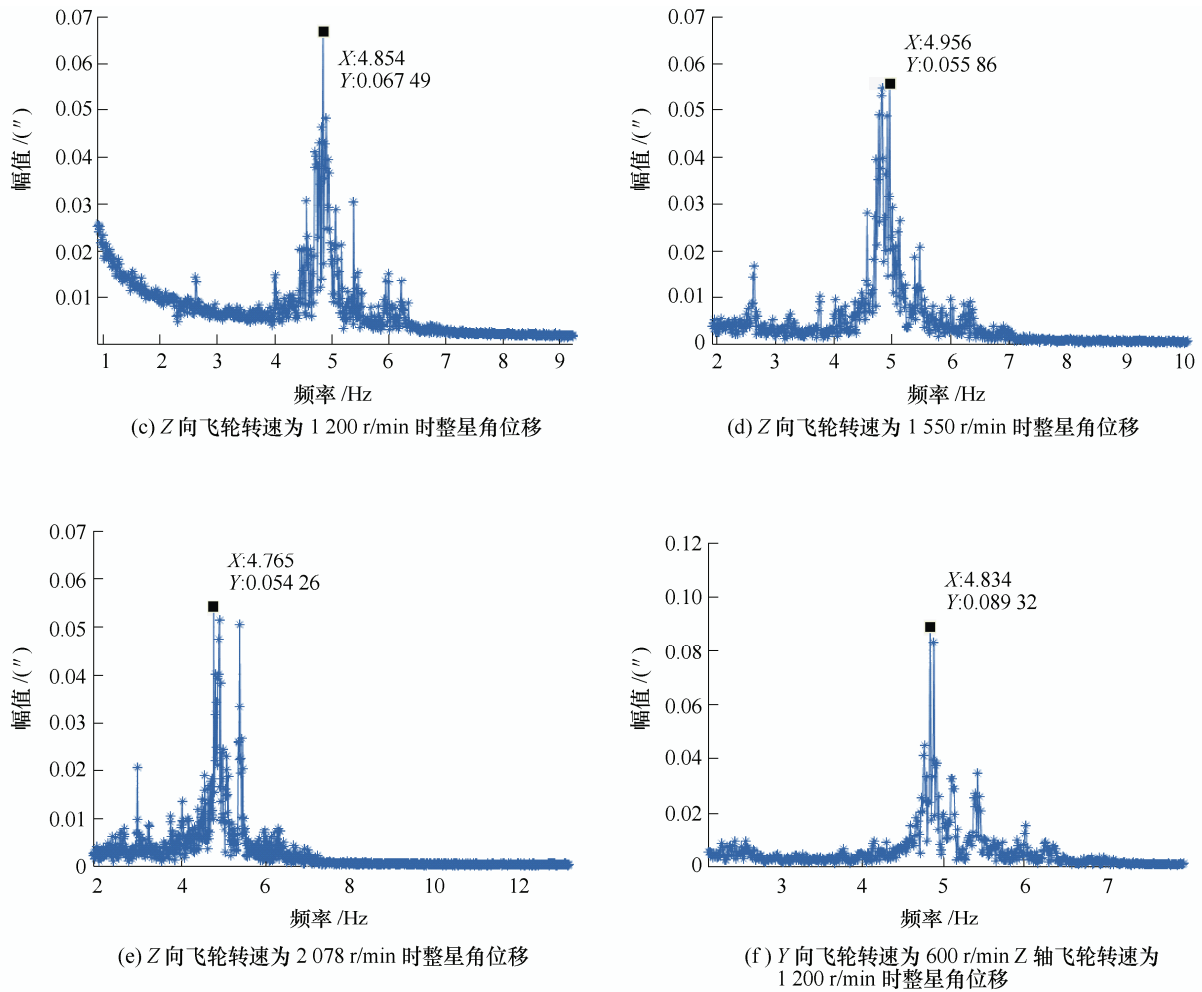 0.07
0.06
0.05
0.04
0.03
0.02
0.01
幅值 /(″)
X:4.854
Y:0.067 49
1 2 3 4 5 6 7 8 9
频率 /Hz
(c) Z 向飞轮转速为 1 200 r/min 时整星角位移
0.07
0.06
0.05
0.04
0.03
0.02
0.01
0
幅值 /(″)
X:4.956
Y:0.055 86
2 3 4 5 6 7 8 9 10
频率 /Hz
(d) Z 向飞轮转速为 1 550 r/min 时整星角位移
0.07
0.06
0.05
0.04
0.03
0.02
0.01
0
幅值 /(″)
X:4.765
Y:0.054 26
2 4 6 8 10 12
频率 /Hz
(e) Z 向飞轮转速为 2 078 r/min 时整星角位移
0.12
0.10
0.08
0.06
0.04
0.02
0
幅值 /(″)
X:4.834
Y:0.089 32
3 4 5 6 7
频率 /Hz
(f ) Y 向飞轮转速为 600 r/min Z 轴飞轮转速为
1 200 r/min 时整星角位移